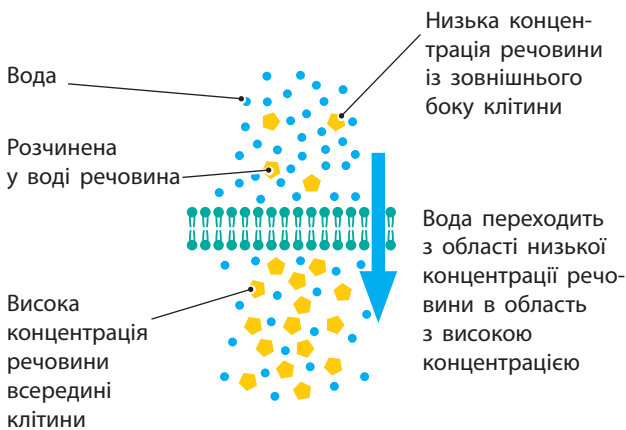 Низька концен-
трація речовини
із зовнішнього
боку клітини
Вода
Розчинена
у воді речовина
Вода переходить
з області низької
концентрації речо-
вини в область
з високою
концентрацією
Висока
концентрація
речовини
всередині
клітини